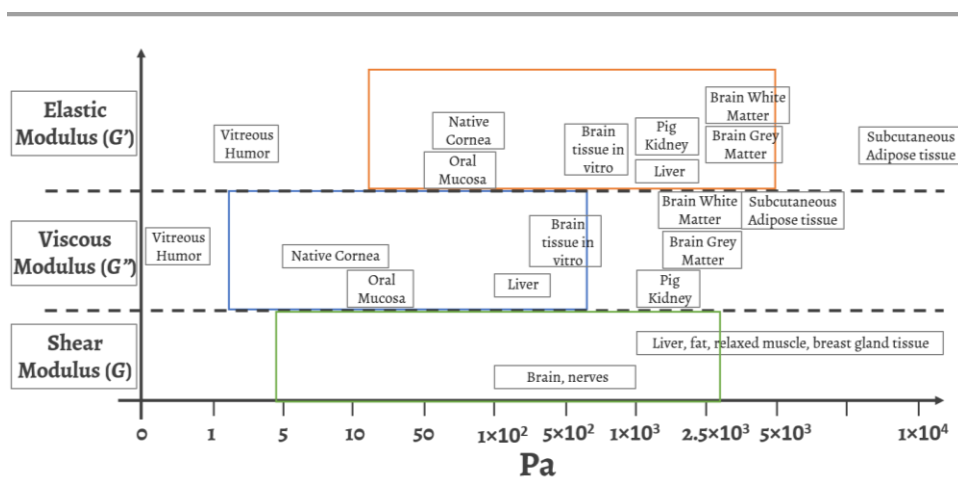 Elastic
Modulus (G')
Vitreous
Humor
Native
Cornea
Oral
Mucosa
Brain
tissue in
vitro
Pig
Kidney
Liver
Brain White
Matter
Brain Grey
Matter
Subcutaneous
Adipose tissue
Viscous
Modulus (G")
Vitreous
Humor
Native Cornea
Oral
Mucosa
Liver
Brain
tissue in
vitro
Brain White
Matter
Brain Grey
Matter
Pig
Kidney
Subcutaneous
Adipose tissue
Shear
Modulus (G)
Liver, fat, relaxed muscle, breast gland tissue
Brain, nerves
0 1 5 10 50 1×10² 5×10² 1×10³ 2.5×10³ 5×10³ 1×10⁴
Pa